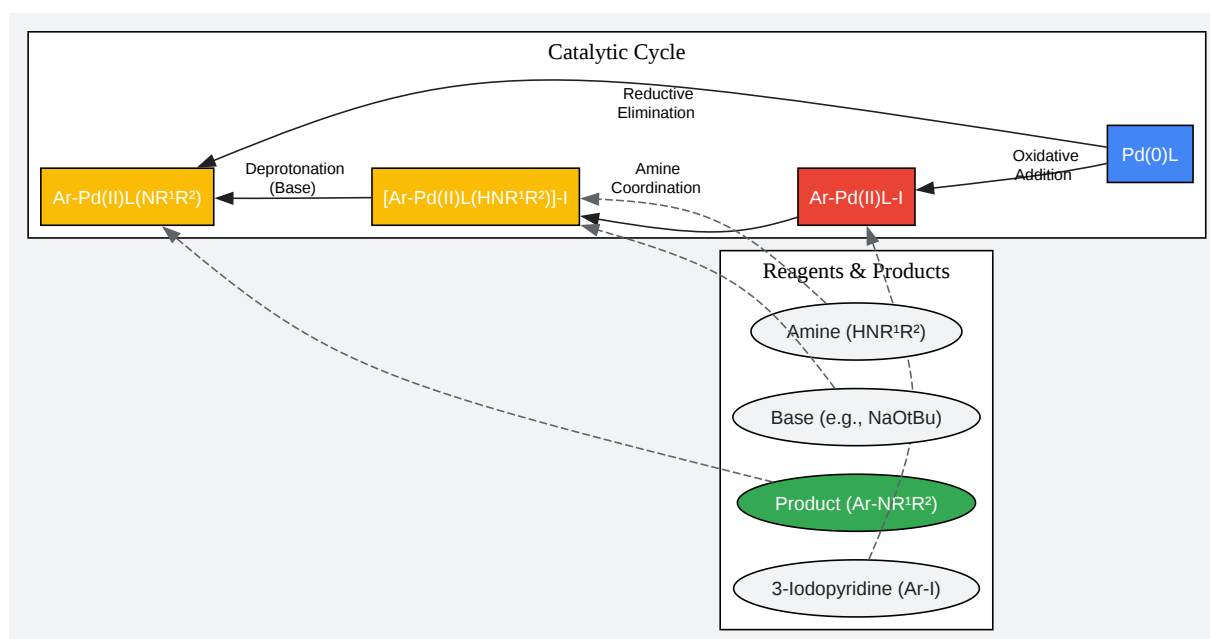 Catalytic Cycle
Reductive
Elimination
Pd(0)L
Oxidative
Addition
Deprotonation
(Base)
Amine
Coordination
Ar-Pd(II)L(NR¹R²)
[Ar-Pd(II)L(HNR¹R²)]-I
Ar-Pd(II)L-I
Reagents & Products
Amine (HNR¹R²)
Base (e.g., NaOtBu)
Product (Ar-NR¹R²)
3-Iodopyridine (Ar-I)